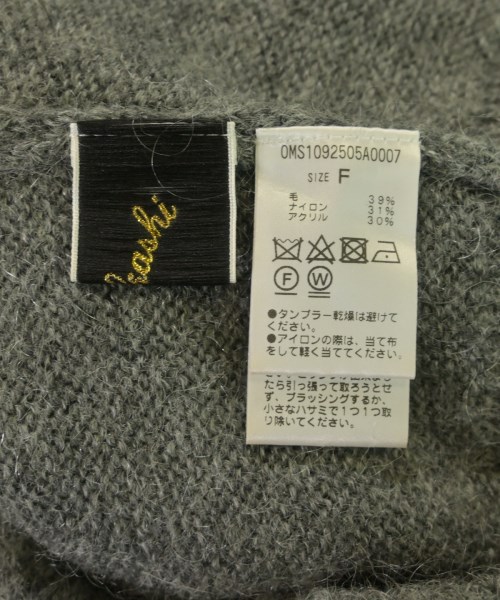 kashi
OMS1092505A0007
SIZE F
毛 39%
ナイロン 31%
アクリル 30%
F W
●タンブラー乾燥は避けて
ください。
●アイロンの際は、当て布
をして軽く当ててください。
たら引っ張って取ろうとせ
ず、ブラッシングするか、
小さなハサミで1つ1つ取
り除いてください。